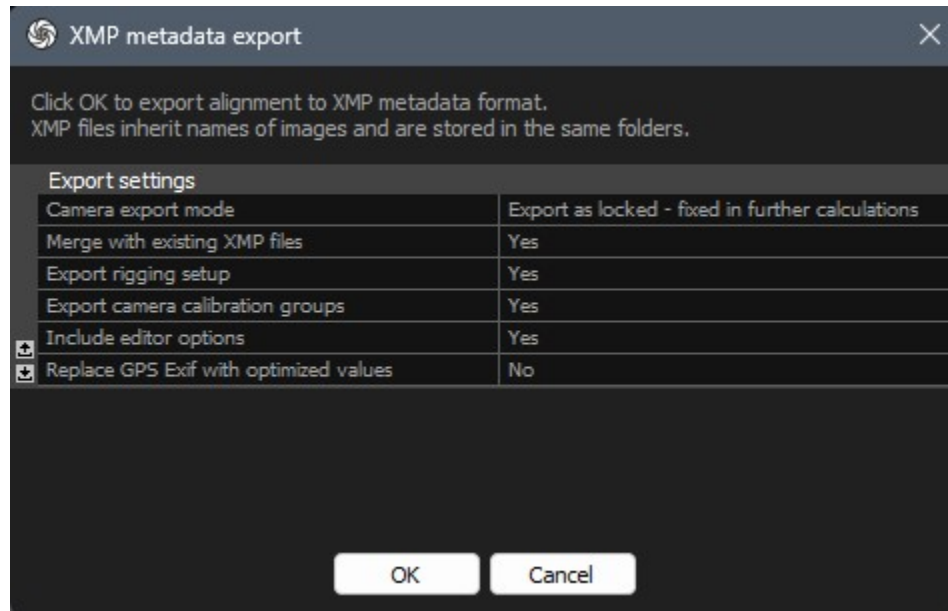 XMP metadata export
Click OK to export alignment to XMP metadata format.
XMP files inherit names of images and are stored in the same folders.
Export settings
Camera export mode Export as locked - fixed in further calculations
Merge with existing XMP files Yes
Export rigging setup Yes
Export camera calibration groups Yes
Include editor options Yes
Replace GPS Exif with optimized values No
OK Cancel